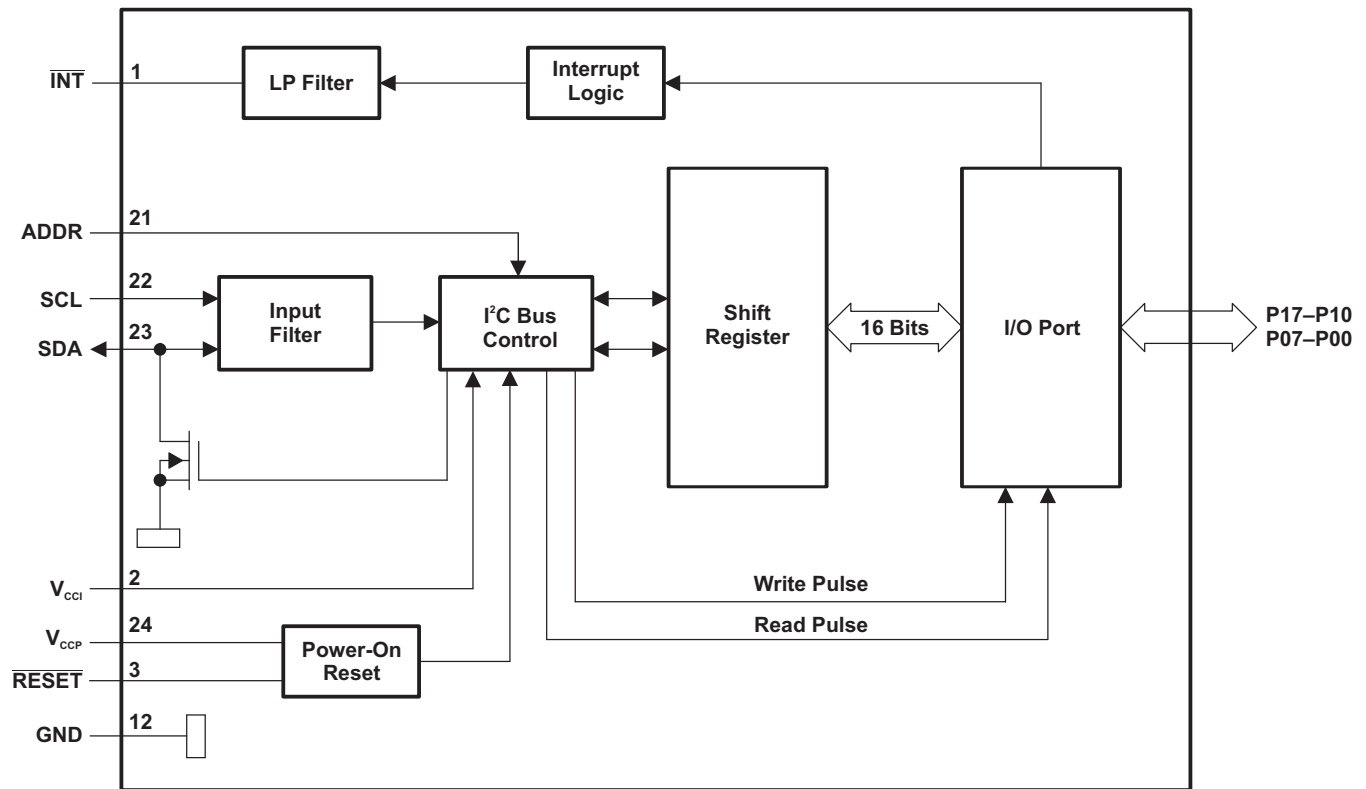 INT
1
LP Filter
Interrupt
Logic
ADDR
21
SCL
22
SDA
23
Input
Filter
I²C Bus
Control
Shift
Register
16 Bits
I/O Port
P17–P10
P07–P00
VCCI
2
Write Pulse
VCCP
24
Read Pulse
RESET
3
Power-On
Reset
GND
12